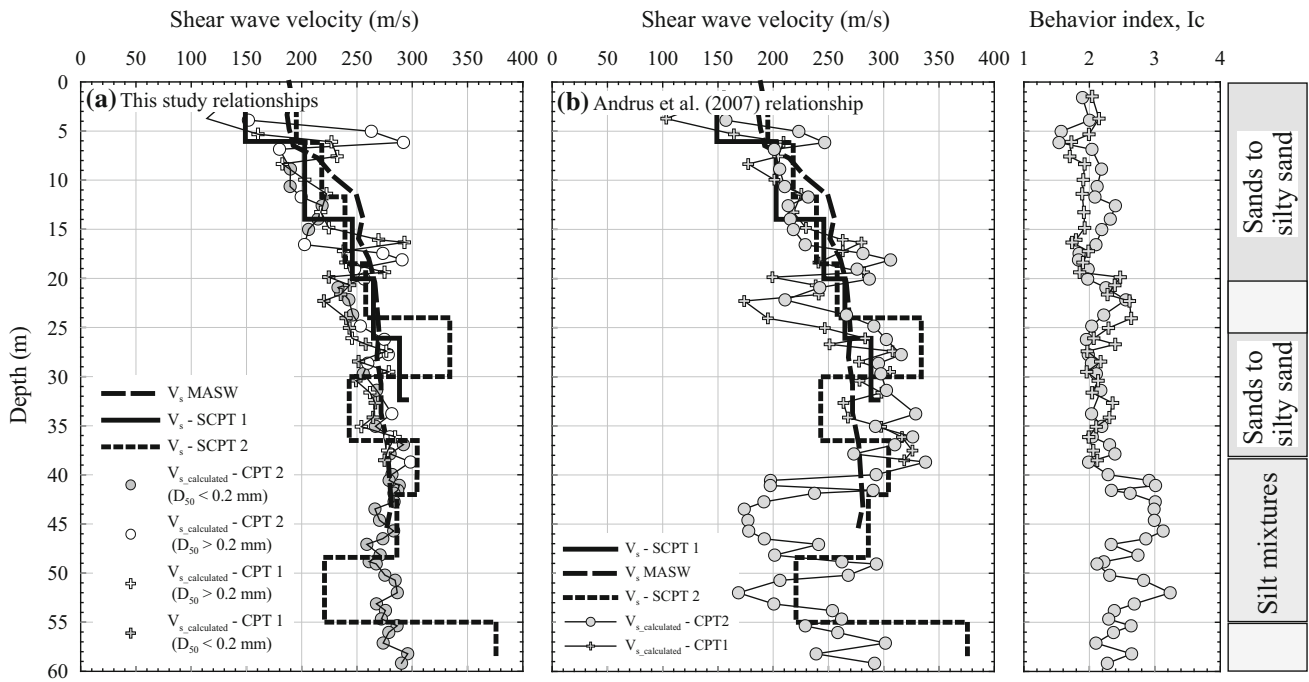 Shear wave velocity (m/s)
0 50 100 150 200 250 300 350 400
(a) This study relationships
Depth (m)
0
5
10
15
20
25
30
35
40
45
50
55
60
Vs MASW
Vs - SCPT 1
Vs - SCPT 2
Vs_calculated - CPT 2
(D50 < 0.2 mm)
Vs_calculated - CPT 2
(D50 > 0.2 mm)
Vs_calculated - CPT 1
(D50 > 0.2 mm)
Vs_calculated - CPT 1
(D50 < 0.2 mm)
Shear wave velocity (m/s)
0 50 100 150 200 250 300 350 400
(b) Andrus et al. (2007) relationship
Vs - SCPT 1
Vs MASW
Vs - SCPT 2
Vs_calculated - CPT2
Vs_calculated - CPT1
Behavior index, Ic
1 2 3 4
Sands to
silty sand
Sands to
silty sand
Silt mixtures